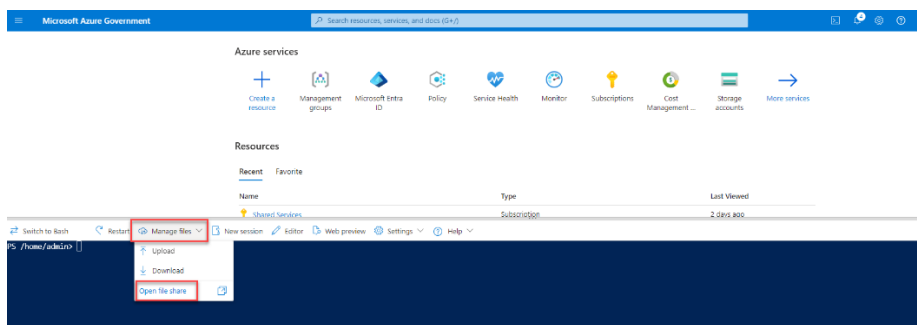 Microsoft Azure Government
Search resources, services, and docs (G+/)
4
Azure services
Create a resource
Management groups
Microsoft Entra ID
Policy
Service Health
Monitor
Subscriptions
Cost Management ...
Storage accounts
More services
Resources
Recent Favorite
Name Type Last Viewed
Shared Services Subscription 2 days ago
Switch to Bash Restart Manage files New session Editor Web preview Settings Help
PS /home/admin>
Upload
Download
Open file share